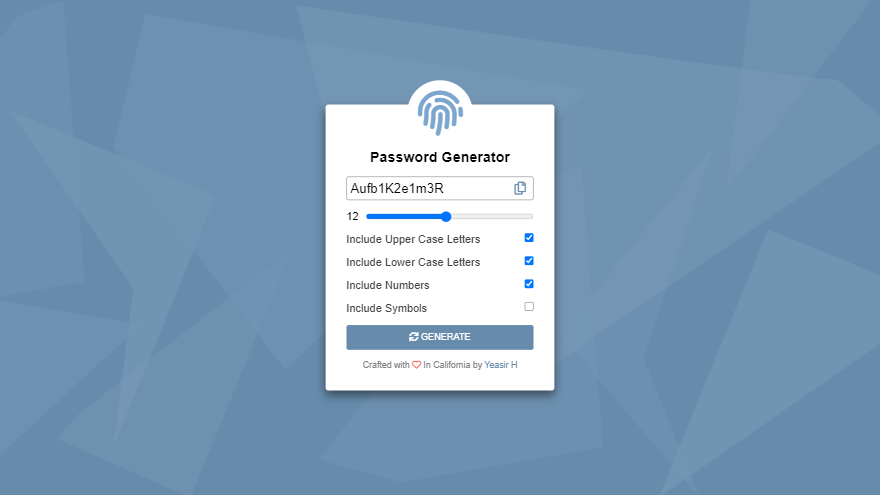 Password Generator
Aufb1K2e1m3R
12
Include Upper Case Letters
Include Lower Case Letters
Include Numbers
Include Symbols
GENERATE
Crafted with In California by Yeasir H